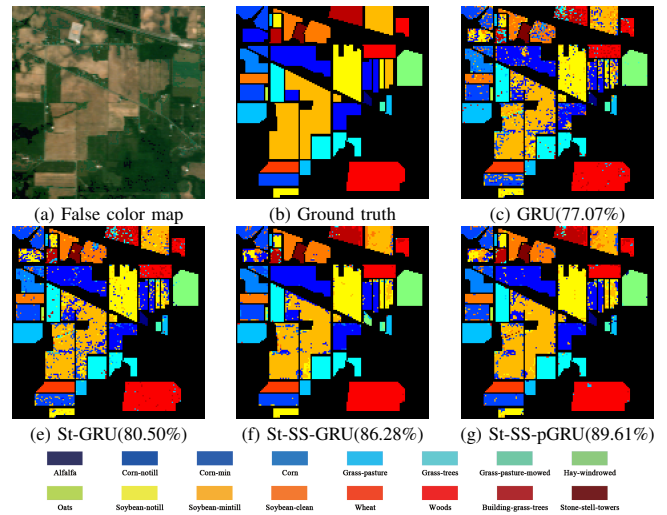 (a) False color map (b) Ground truth (c) GRU(77.07%)
(e) St-GRU(80.50%) (f) St-SS-GRU(86.28%) (g) St-SS-pGRU(89.61%)
Alfalfa Corn-notill Corn-min Corn Grass-pasture Grass-trees Grass-pasture-mowed Hay-windrowed
Oats Soybean-notill Soybean-mintill Soybean-clean Wheat Woods Building-grass-trees Stone-stell-towers